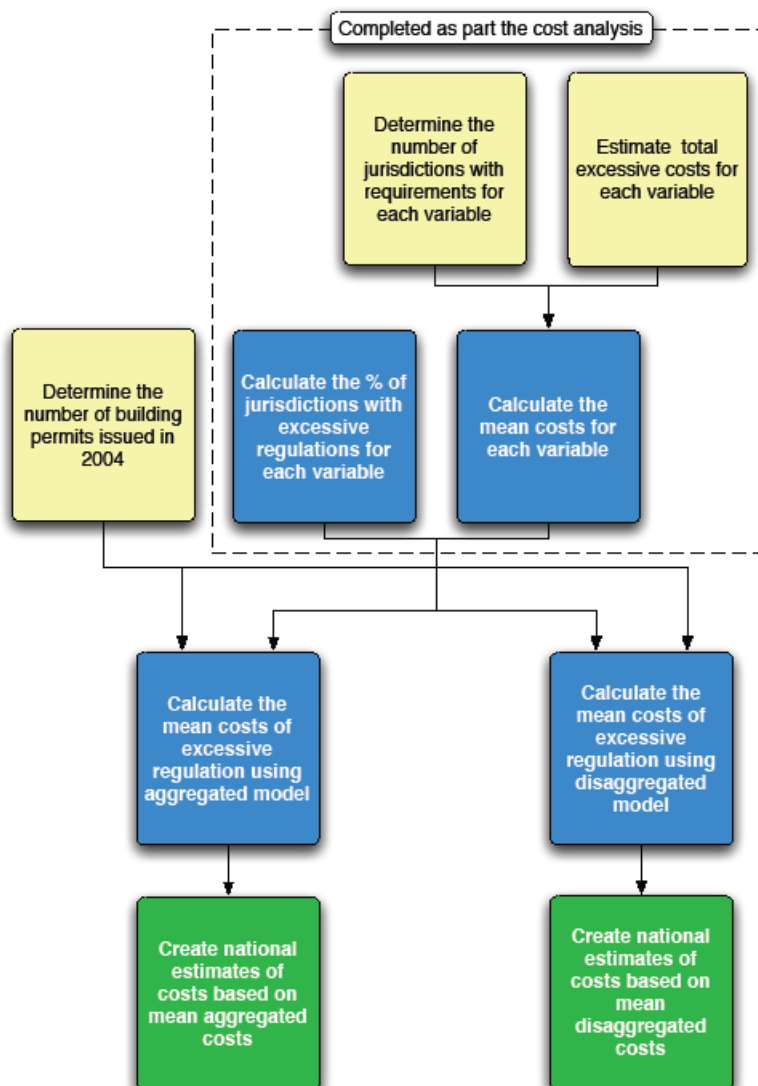 Completed as part the cost analysis
Determine the
number of
jurisdictions with
requirements for
each variable
Estimate total
excessive costs for
each variable
Determine the
number of building
permits issued in
2004
Calculate the % of
jurisdictions with
excessive
regulations for
each variable
Calculate the
mean costs for
each variable
Calculate the
mean costs of
excessive
regulation using
aggregated model
Calculate the
mean costs of
excessive
regulation using
disaggregated
model
Create national
estimates of
costs based on
mean aggregated
costs
Create national
estimates of
costs based on
mean
disaggregated
costs